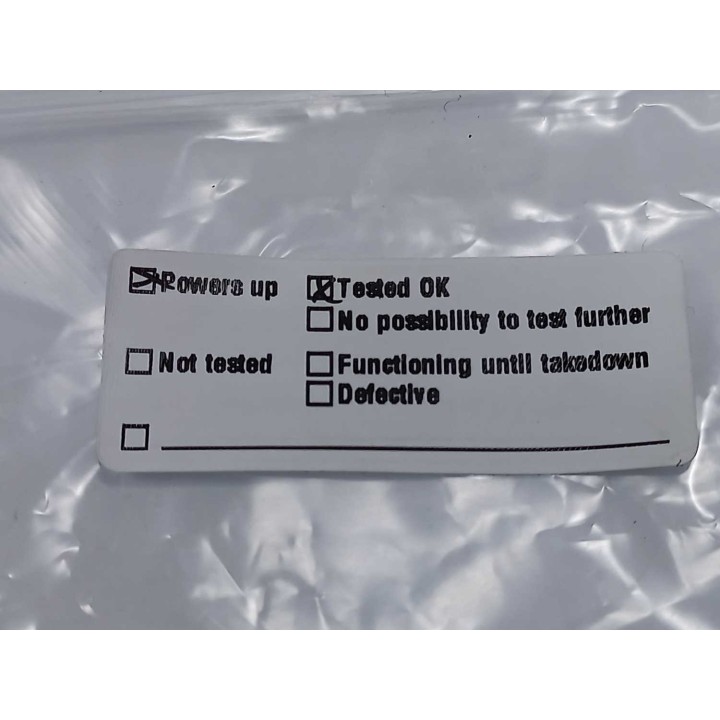 Powers up
Tested OK
No possibility to test further
Not tested
Functioning until takedown
Defective